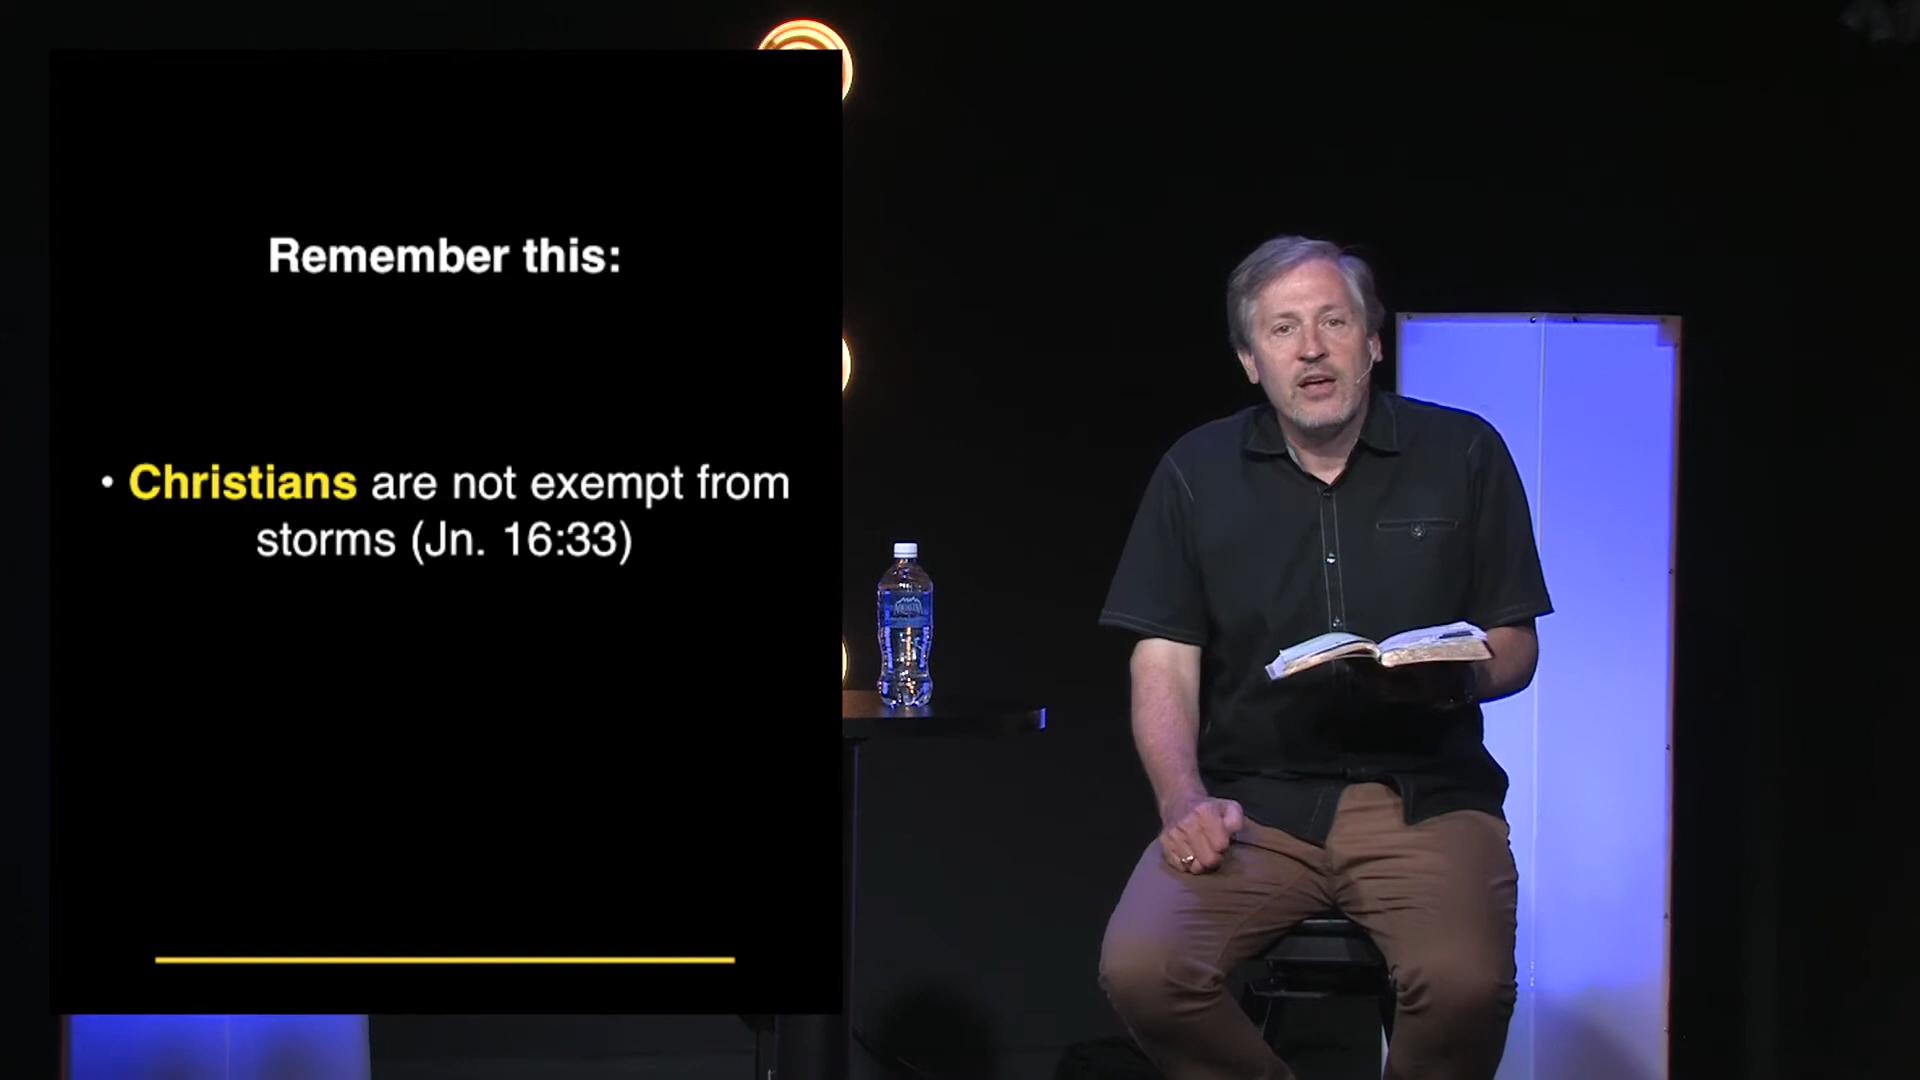 Remember this:
• Christians are not exempt from
storms (Jn. 16:33)